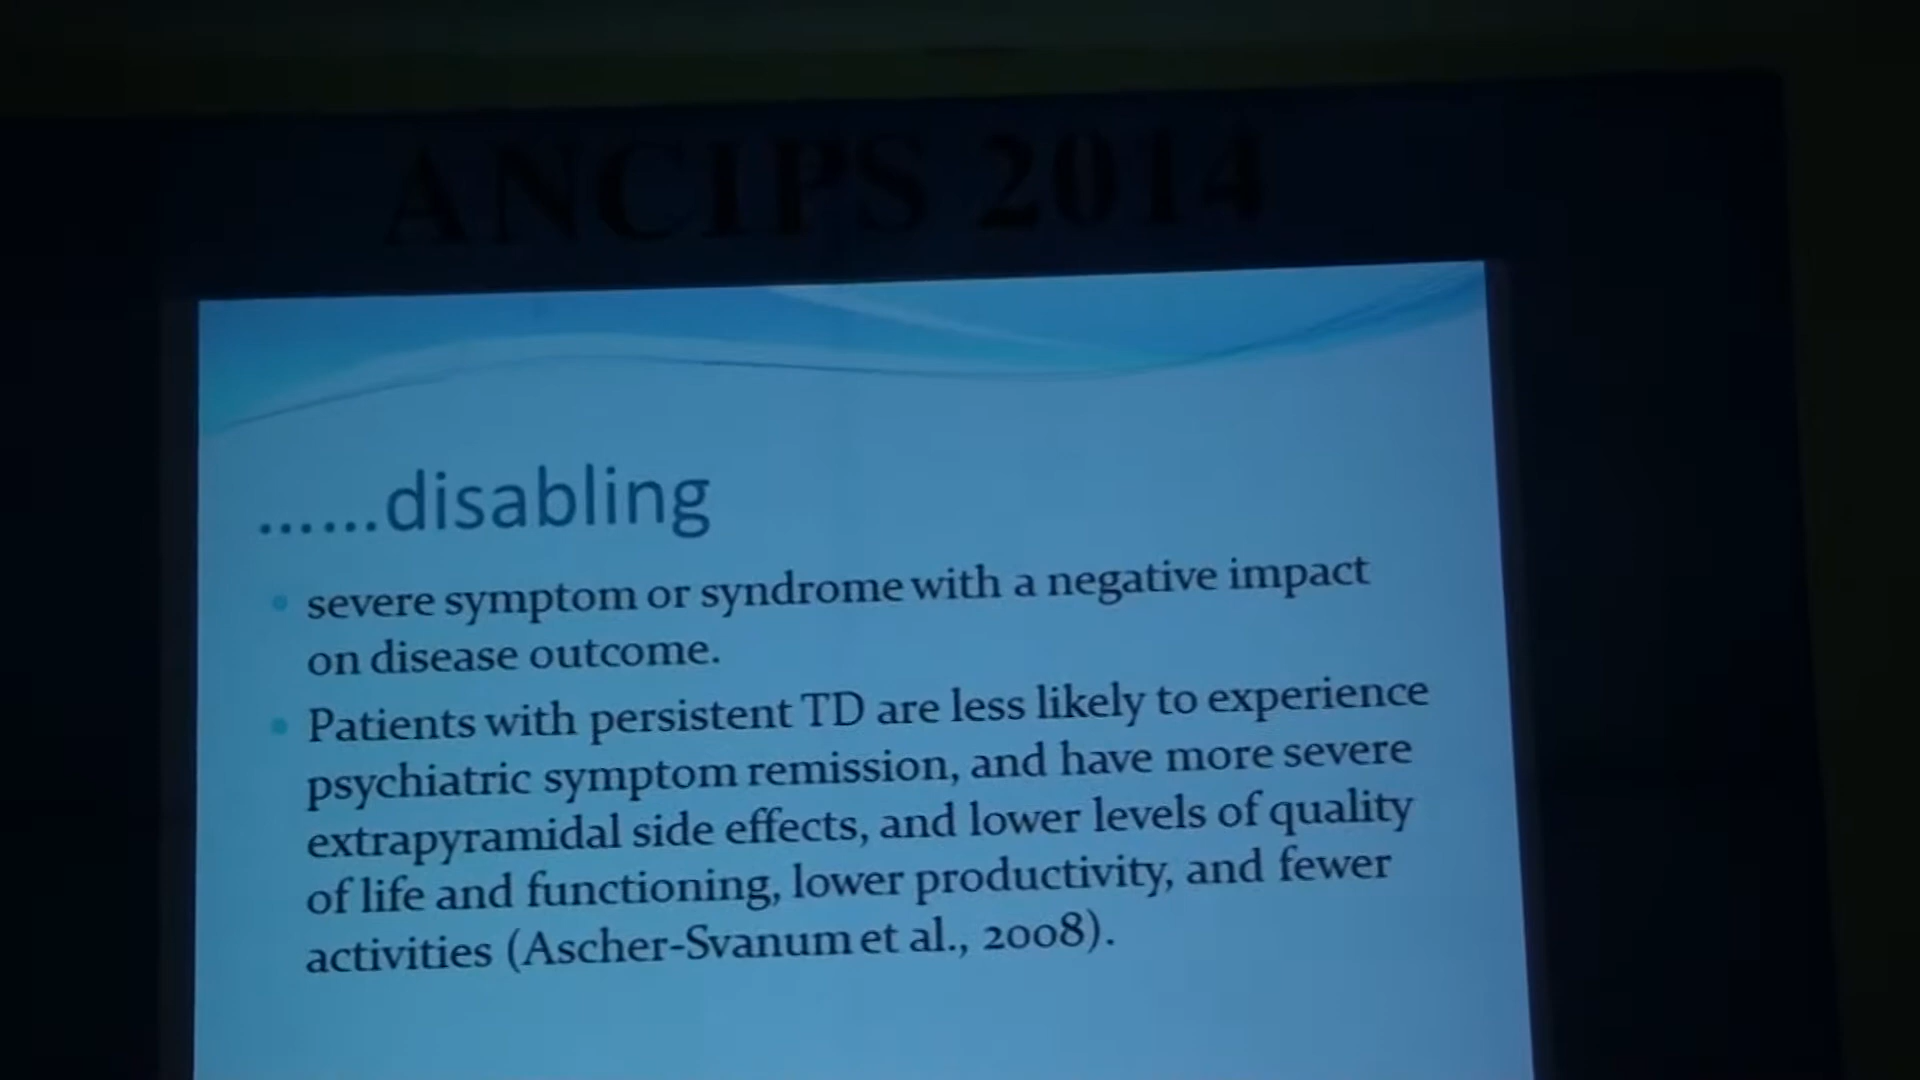 ANCIPS 2014
......disabling
• severe symptom or syndrome with a negative impact
on disease outcome.
• Patients with persistent TD are less likely to experience
psychiatric symptom remission, and have more severe
extrapyramidal side effects, and lower levels of quality
of life and functioning, lower productivity, and fewer
activities (Ascher-Svanum et al., 2008).